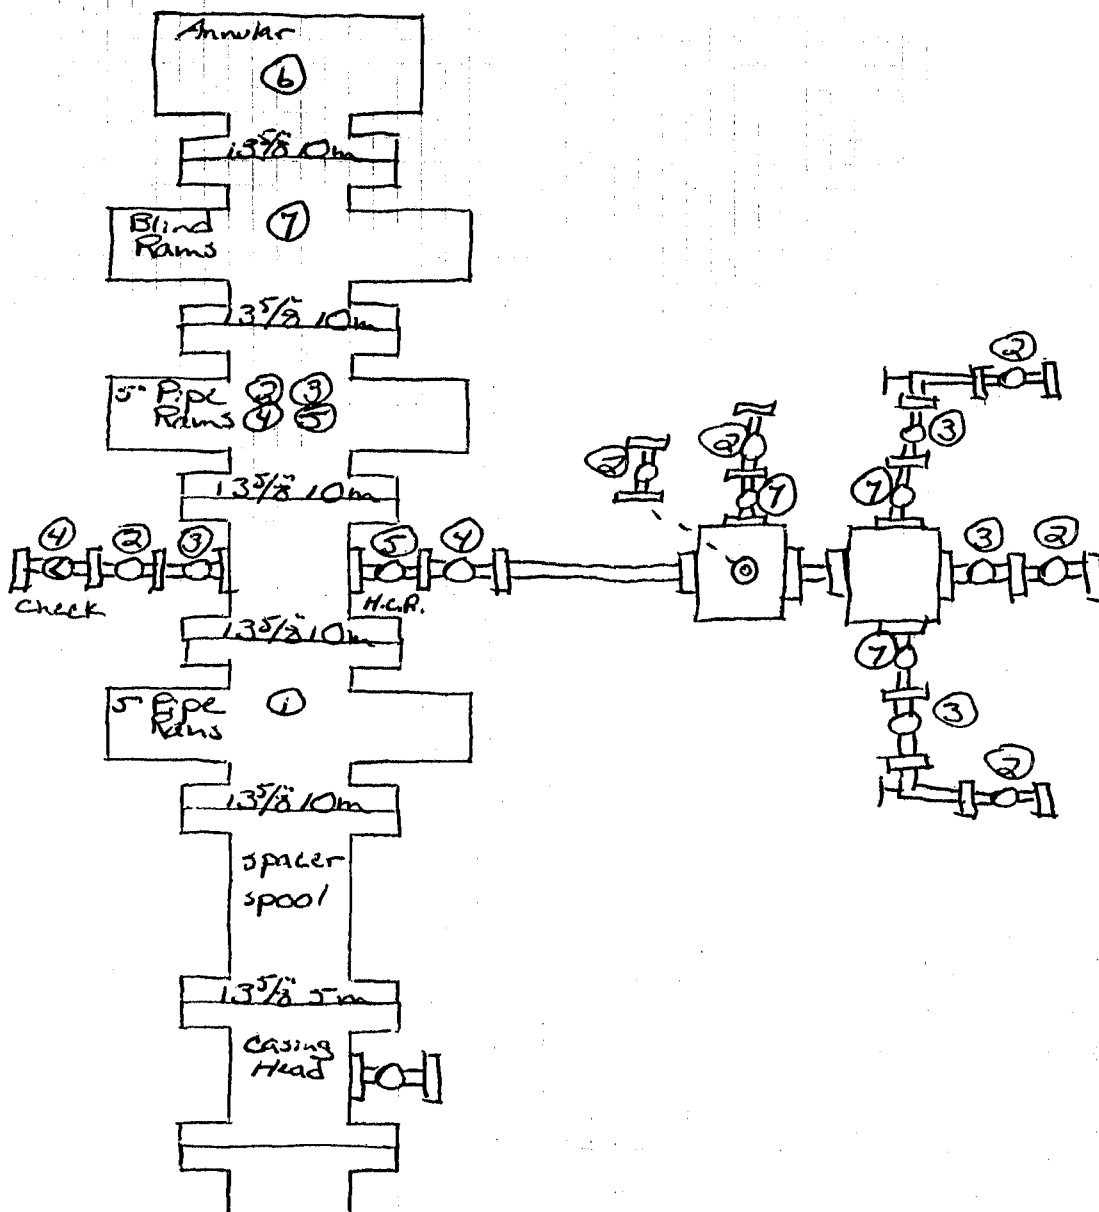 Annular
6
13 5/8" 10m
Blind
Rams
7
13 5/8" 10m
5" Pipe
Rams
2 3
4 5
13 5/8" 10m
4 2 3
Check
5 4
H.C.R.
13 5/8" 10m
5" Pipe
Rams
1
13 5/8" 10m
spacer
spool
13 5/8" 5m
Casing
Head
2
2
7
2
3
7
3 2
7
3
2